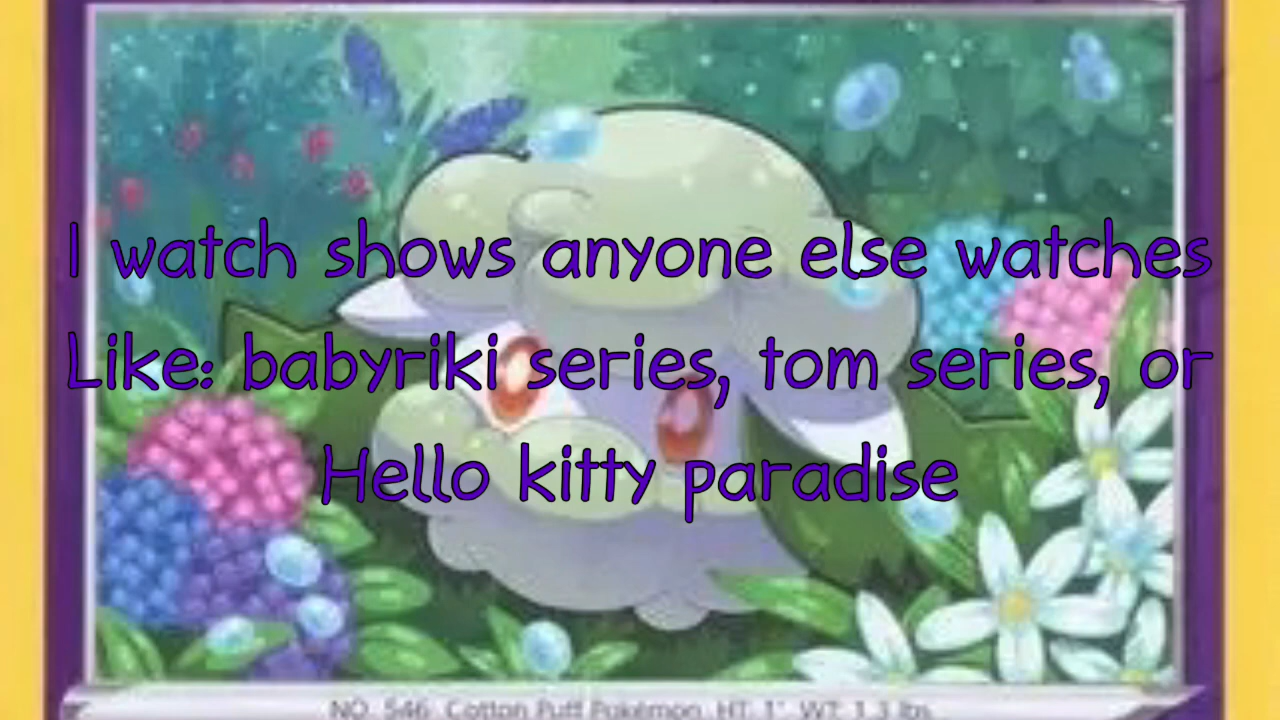 I watch shows anyone else watches
Like: babyriki series, tom series, or
Hello kitty paradise
NO. 546 Cotton Puff Pokémon HT: 1' WT: 1.3 lbs.